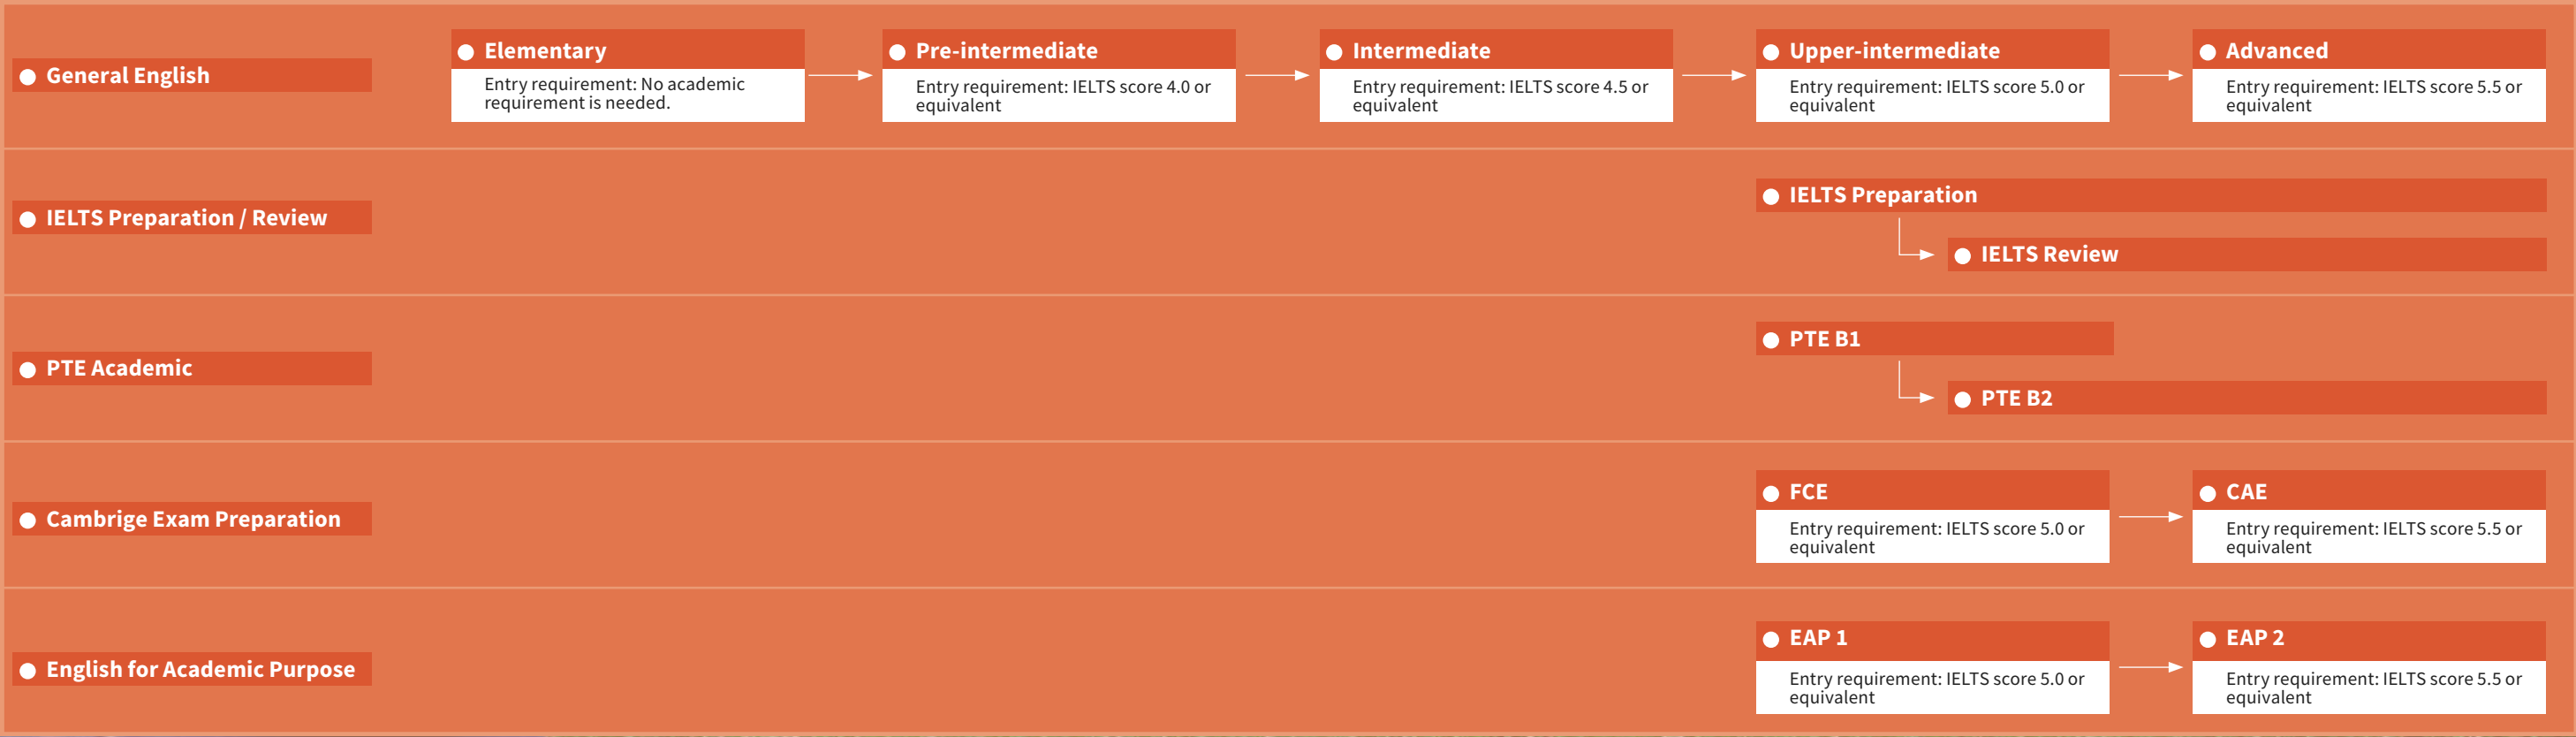 General English
Elementary
Entry requirement: No academic
requirement is needed.
Pre-intermediate
Entry requirement: IELTS score 4.0 or
equivalent
Intermediate
Entry requirement: IELTS score 4.5 or
equivalent
Upper-intermediate
Entry requirement: IELTS score 5.0 or
equivalent
Advanced
Entry requirement: IELTS score 5.5 or
equivalent
IELTS Preparation / Review
IELTS Preparation
IELTS Review
PTE Academic
PTE B1
PTE B2
Cambrige Exam Preparation
FCE
Entry requirement: IELTS score 5.0 or
equivalent
CAE
Entry requirement: IELTS score 5.5 or
equivalent
English for Academic Purpose
EAP 1
Entry requirement: IELTS score 5.0 or
equivalent
EAP 2
Entry requirement: IELTS score 5.5 or
equivalent